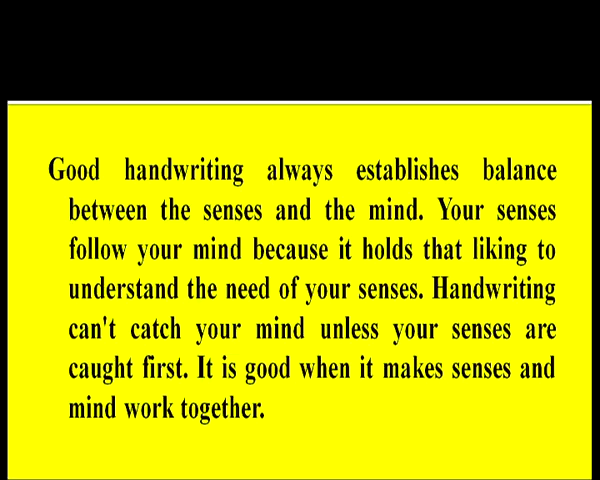 Good handwriting always establishes balance
between the senses and the mind. Your senses
follow your mind because it holds that liking to
understand the need of your senses. Handwriting
can't catch your mind unless your senses are
caught first. It is good when it makes senses and
mind work together.